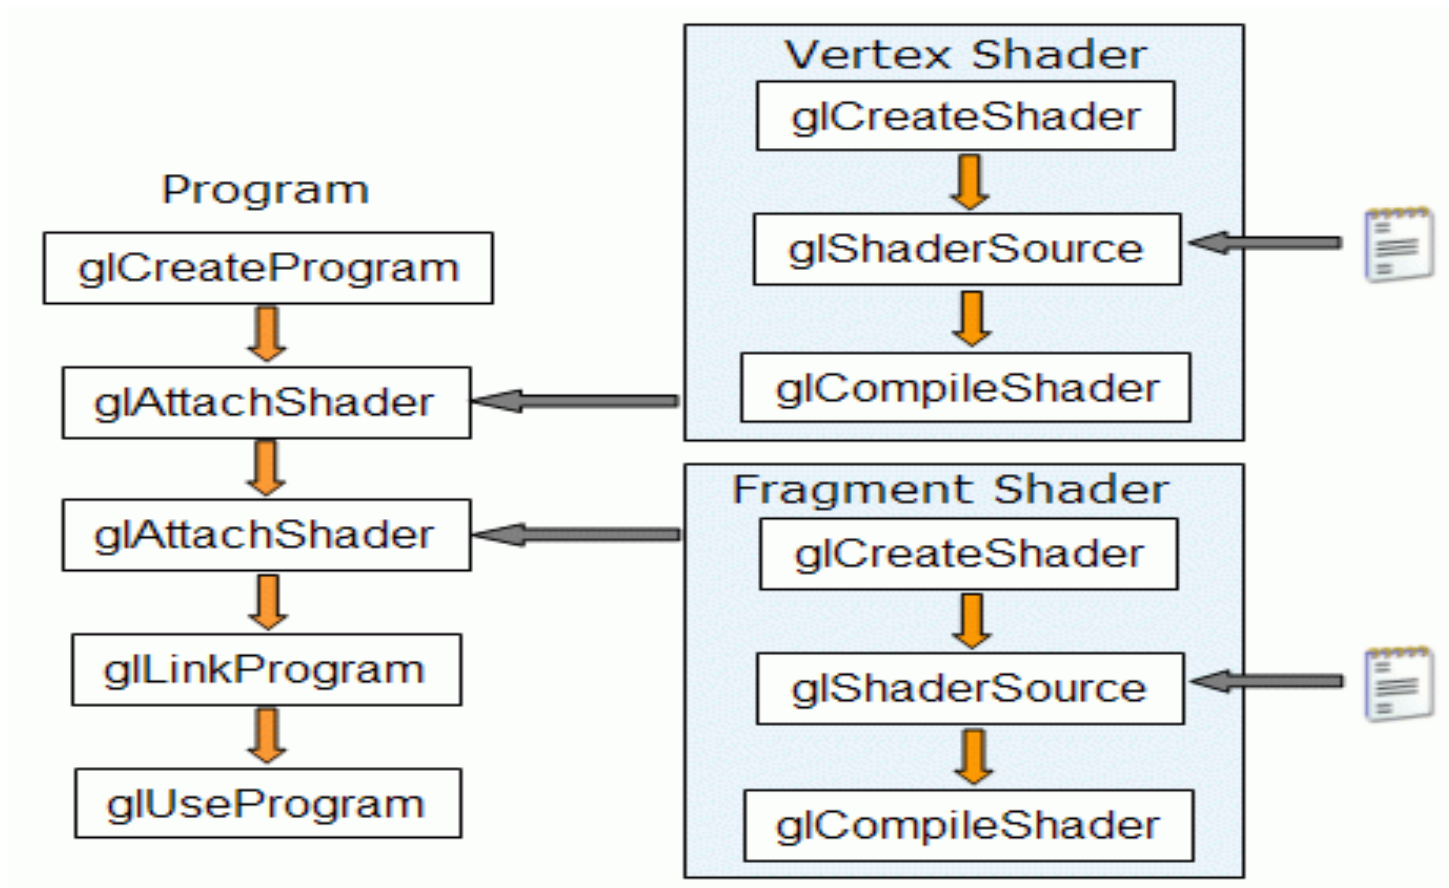 Program
glCreateProgram
glAttachShader
glAttachShader
glLinkProgram
glUseProgram
Vertex Shader
glCreateShader
glShaderSource
glCompileShader
Fragment Shader
glCreateShader
glShaderSource
glCompileShader